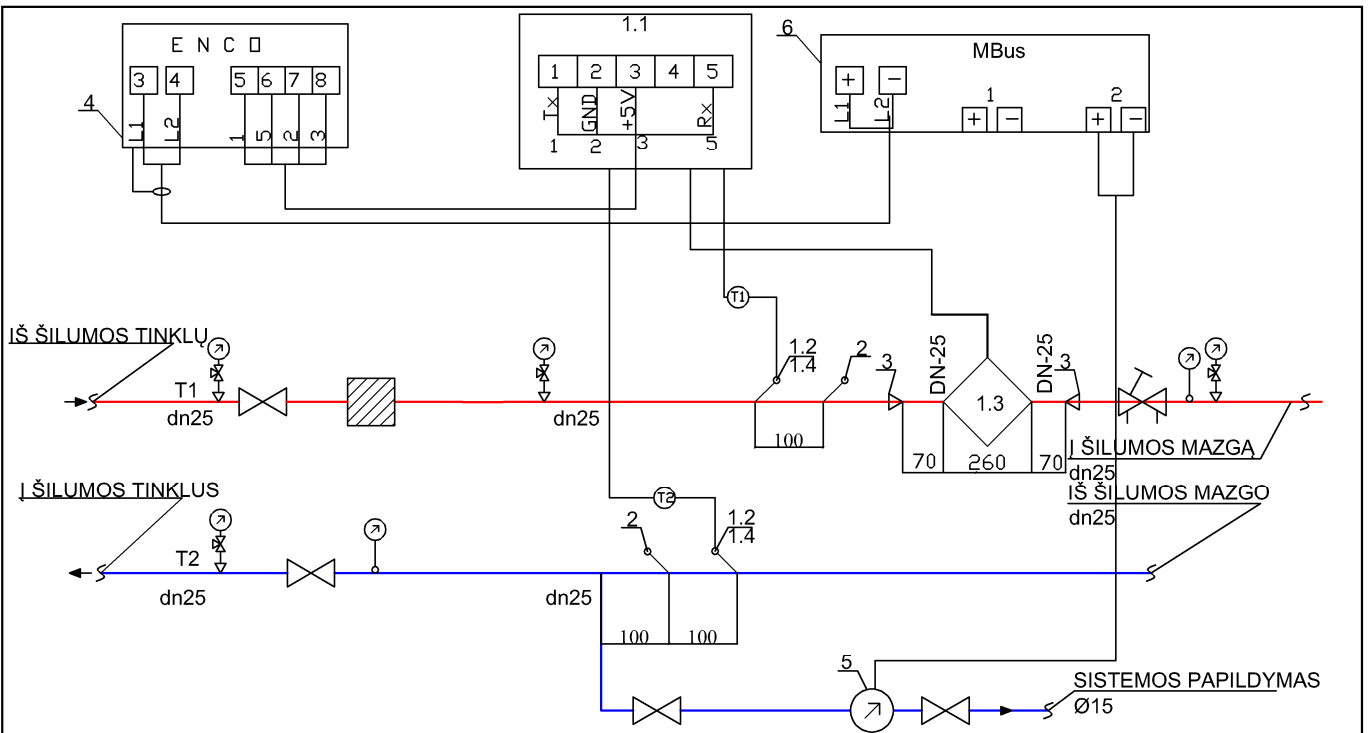 E N C O
3 4 5 6 7 8
L1 L2 1 5 2 3
4
1.1
1 2 3 4 5
Tx GND +5V Rx
1 2 3 5
6
MBus
+ −
L1 L2
1
+ −
2
+ −
T1
IŠ ŠILUMOS TINKLŲ
T1
dn25
dn25
1.2
1.4
2
100
3
DN-25
1.3
DN-25
3
70 260 70
Į ŠILUMOS MAZGĄ
dn25
IŠ ŠILUMOS MAZGO
dn25
Į ŠILUMOS TINKLUS
T2
dn25
T2
dn25
2
1.2
1.4
100 100
5
SISTEMOS PAPILDYMAS
Ø15